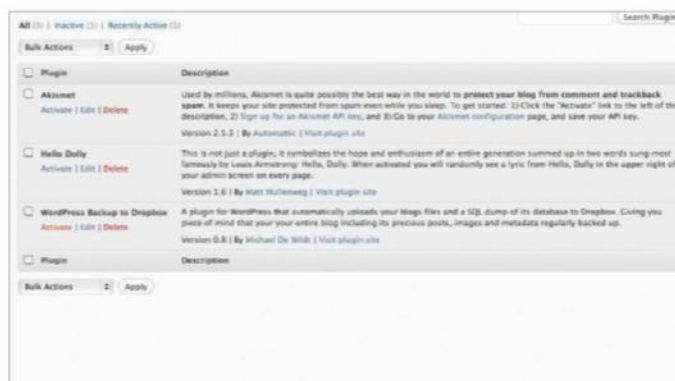 All (3) | Inactive (3) | Recently Active (1)
Search Plugin
Bulk Actions Apply
Plugin Description
Akismet Used by millions, Akismet is quite possibly the best way in the world to protect your blog from comment and trackback
Activate | Edit | Delete spam. It keeps your site protected from spam even while you sleep. To get started: 1) Click the "Activate" link to the left of this
description, 2) Sign up for an Akismet API key, and 3) Go to your Akismet configuration page, and save your API key.
Version 2.5.3 | By Automattic | Visit plugin site
Hello Dolly This is not just a plugin, it symbolizes the hope and enthusiasm of an entire generation summed up in two words sung most
Activate | Edit | Delete famously by Louis Armstrong: Hello, Dolly. When activated you will randomly see a lyric from Hello, Dolly in the upper right of
your admin screen on every page.
Version 1.6 | By Matt Mullenweg | Visit plugin site
WordPress Backup to Dropbox A plugin for WordPress that automatically uploads your blogs files and a SQL dump of its database to Dropbox. Giving you
Activate | Edit | Delete piece of mind that your your entire blog including its precious posts, images and metadata regularly backed up.
Version 0.8 | By Michael De Wildt | Visit plugin site
Plugin Description
Bulk Actions Apply